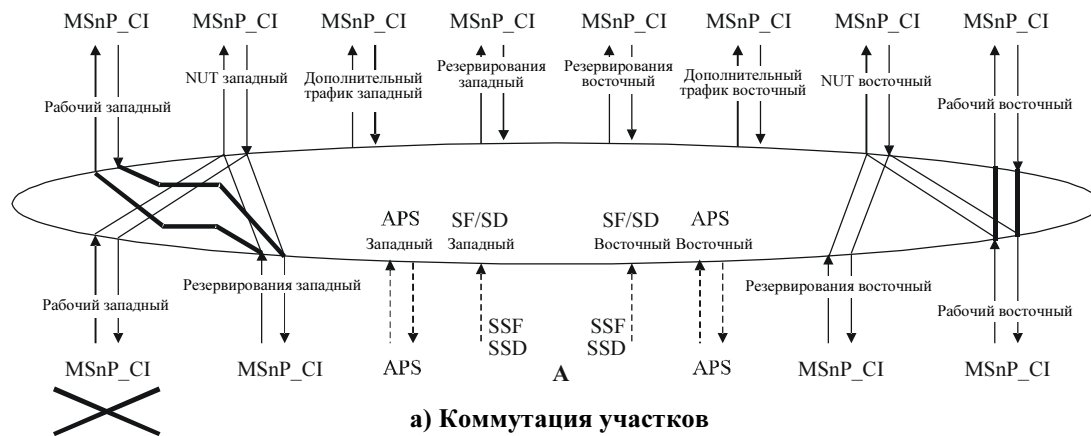 MSnP_CI MSnP_CI MSnP_CI MSnP_CI MSnP_CI MSnP_CI MSnP_CI MSnP_CI
Рабочий западный
NUT западный
Дополнительный
трафик западный
Резервирования
западный
Резервирования
восточный
Дополнительный
трафик восточный
NUT восточный
Рабочий восточный
APS
Западный
SF/SD
Западный
SF/SD
Восточный
APS
Восточный
Рабочий западный
Резервирования западный
Резервирования восточный
Рабочий восточный
SSF
SSD
SSF
SSD
MSnP_CI MSnP_CI APS A APS MSnP_CI MSnP_CI
а) Коммутация участков